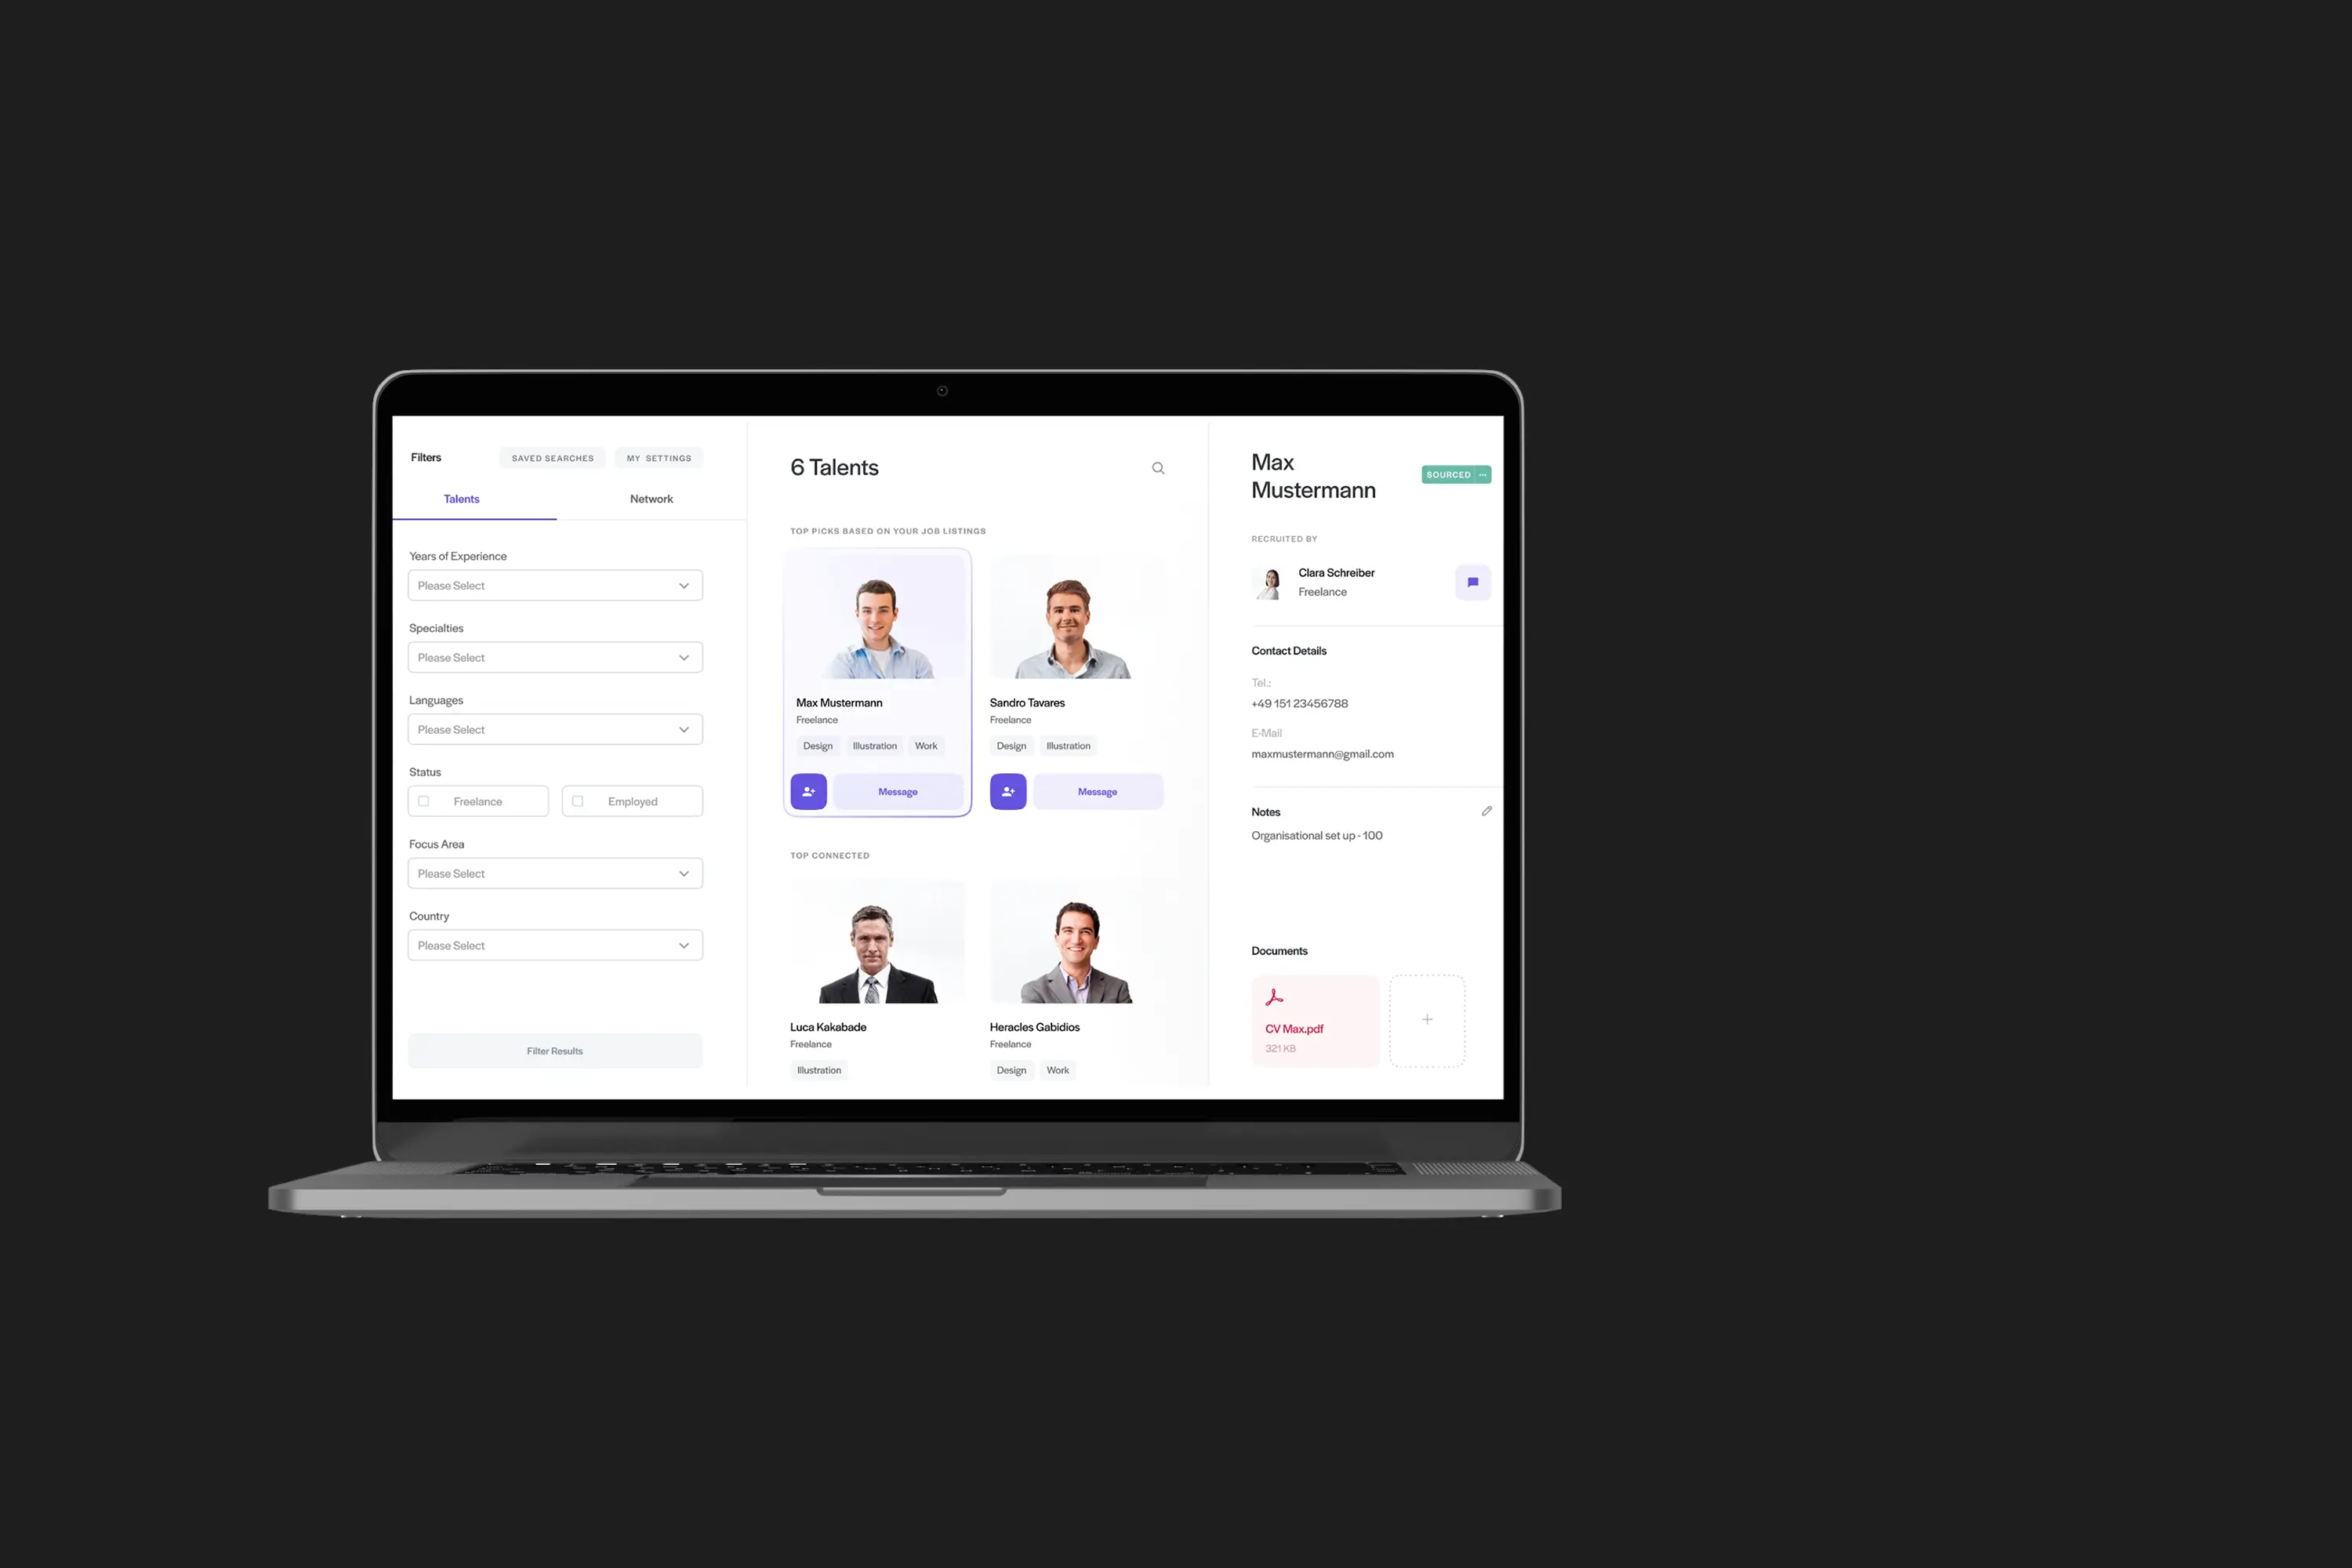 Filters
SAVED SEARCHES
MY SETTINGS
Talents
Network
Years of Experience
Please Select
Specialties
Please Select
Languages
Please Select
Status
Freelance
Employed
Focus Area
Please Select
Country
Please Select
Filter Results
6 Talents
TOP PICKS BASED ON YOUR JOB LISTINGS
Max Mustermann
Freelance
Design Illustration Work
Message
Sandro Tavares
Freelance
Design Illustration
Message
TOP CONNECTED
Luca Kakabade
Freelance
Illustration
Heracles Gabidios
Freelance
Design Work
Max
Mustermann
SOURCED
RECRUITED BY
Clara Schreiber
Freelance
Contact Details
Tel.:
+49 151 23456788
E-Mail
maxmustermann@gmail.com
Notes
Organisational set up - 100
Documents
CV Max.pdf
321 KB